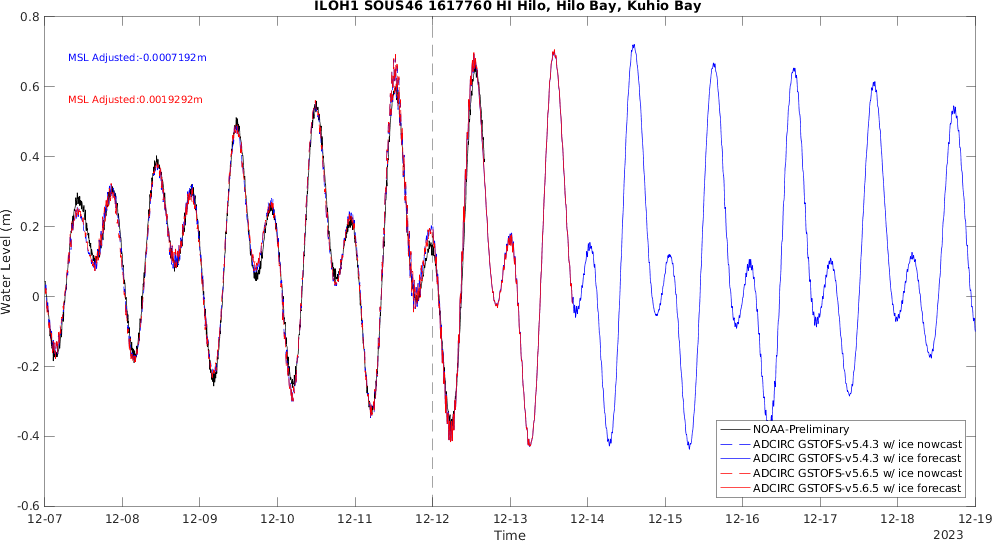 ILOH1 SOUS46 1617760 HI Hilo, Hilo Bay, Kuhio Bay
MSL Adjusted:-0.0007192m
MSL Adjusted:0.0019292m
Water Level (m)
0.8
0.6
0.4
0.2
0
-0.2
-0.4
-0.6
NOAA-Preliminary
ADCIRC GSTOFS-v5.4.3 w/ ice nowcast
ADCIRC GSTOFS-v5.4.3 w/ ice forecast
ADCIRC GSTOFS-v5.6.5 w/ ice nowcast
ADCIRC GSTOFS-v5.6.5 w/ ice forecast
12-07 12-08 12-09 12-10 12-11 12-12 12-13 12-14 12-15 12-16 12-17 12-18 12-19
Time
2023